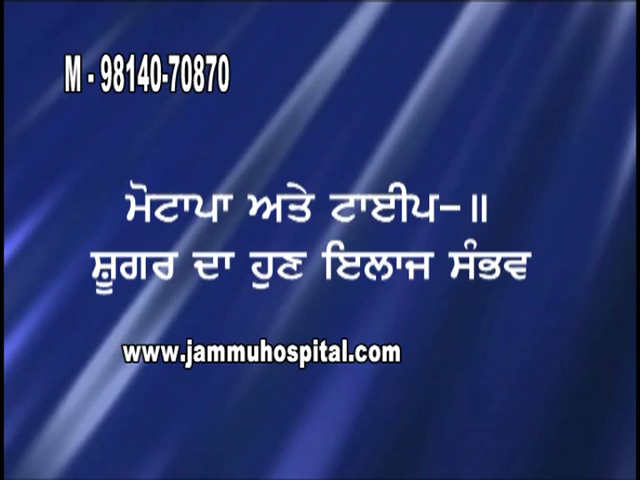 M - 98140-70870
ਮੋਟਾਪਾ ਅਤੇ ਟਾਈਪ-॥
ਸ਼ੂਗਰ ਦਾ ਹੁਣ ਇਲਾਜ ਸੰਭਵ
www.jammuhospital.com